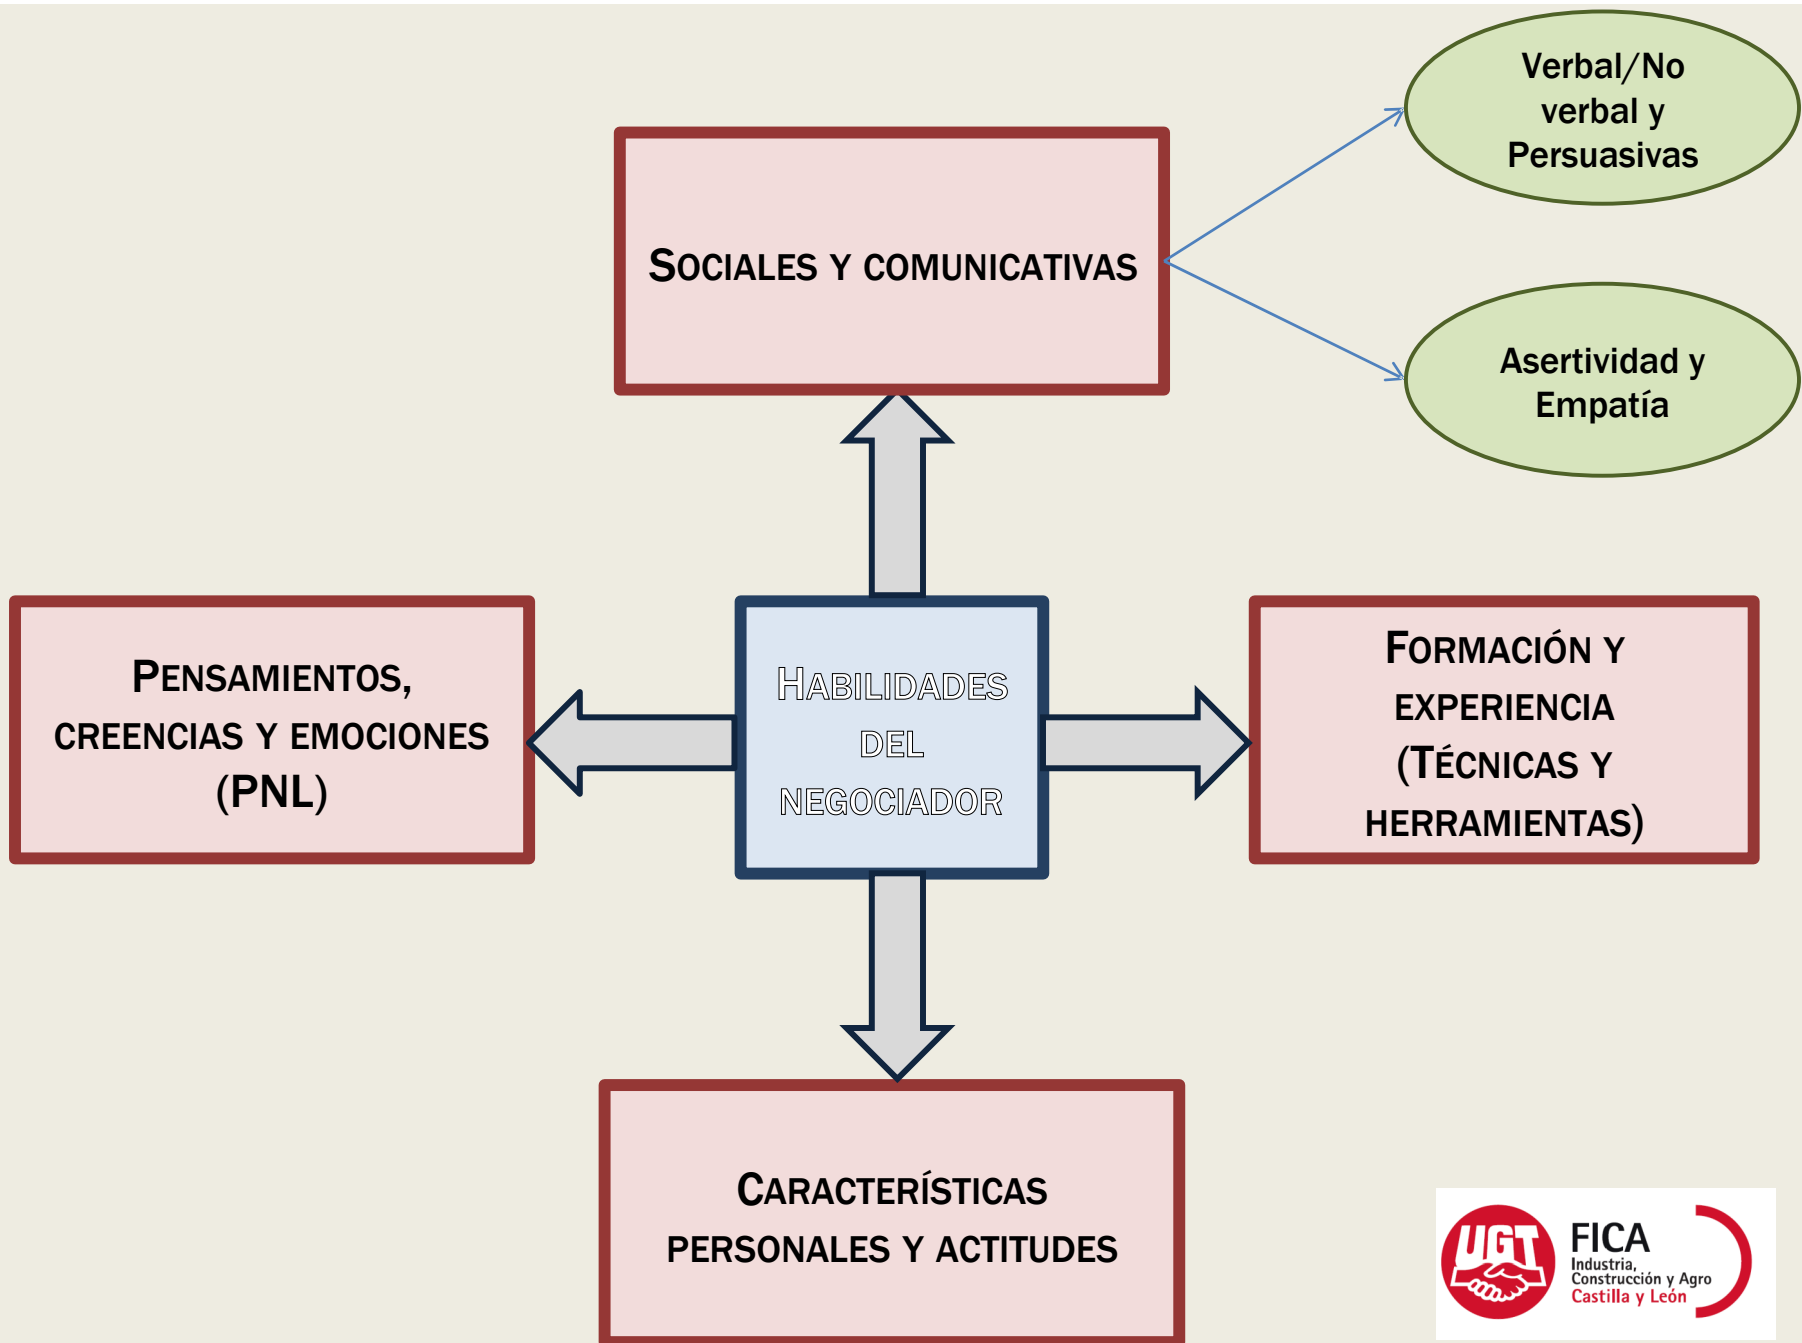 Verbal/No
verbal y
Persuasivas
SOCIALES Y COMUNICATIVAS
Asertividad y
Empatía
PENSAMIENTOS,
CREENCIAS Y EMOCIONES
(PNL)
HABILIDADES
DEL
NEGOCIADOR
FORMACIÓN Y
EXPERIENCIA
(TÉCNICAS Y
HERRAMIENTAS)
CARACTERÍSTICAS
PERSONALES Y ACTITUDES
UGT
FICA
Industria,
Construcción y Agro
Castilla y León